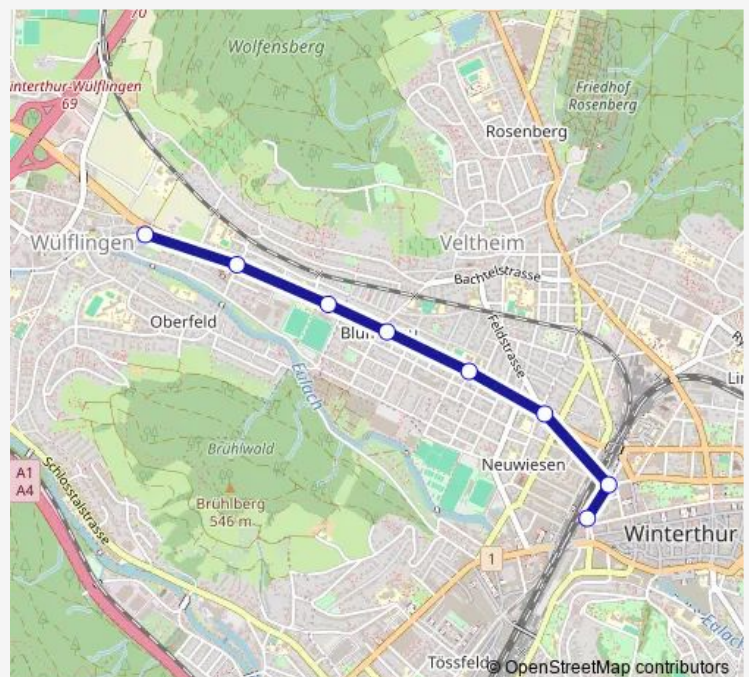 70
Wolfensberg
interthur-Wülflingen
69
Friedhof
Rosenberg
Rosenberg
Wülflingen
Veltheim
Bachtelstrasse
Oberfeld
Feldstrasse
Eulach
Brühlwald
Neuwiesen
A1
A4
Schlosstalstrasse
Brühlberg
546 m
Winterthur
1
Eulach
Tössfeld
© OpenStreetMap contributors